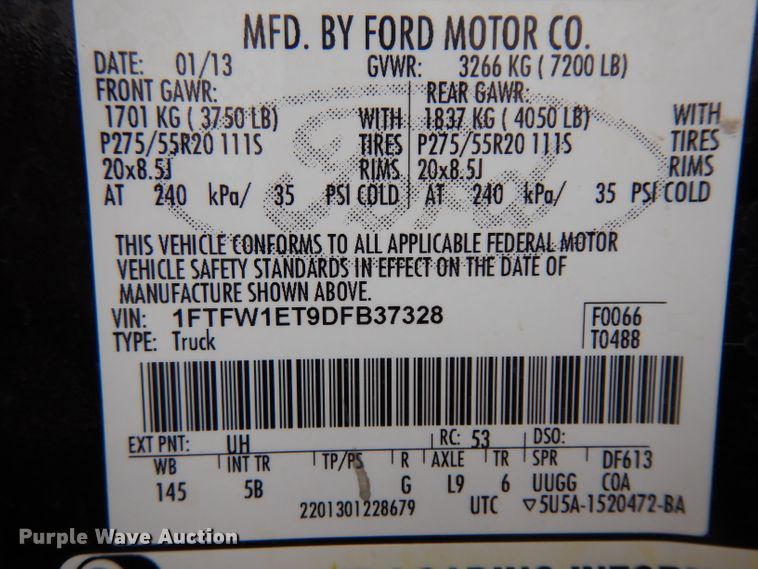 MFD. BY FORD MOTOR CO.
DATE: 01/13 GVWR: 3266 KG ( 7200 LB)
FRONT GAWR: REAR GAWR:
1701 KG ( 3750 LB) WITH 1837 KG ( 4050 LB) WITH
P275/55R20 111S TIRES P275/55R20 111S TIRES
20x8.5J RIMS 20x8.5J RIMS
AT 240 kPa/ 35 PSI COLD AT 240 kPa/ 35 PSI COLD
Ford
THIS VEHICLE CONFORMS TO ALL APPLICABLE FEDERAL MOTOR
VEHICLE SAFETY STANDARDS IN EFFECT ON THE DATE OF
MANUFACTURE SHOWN ABOVE.
VIN: 1FTFW1ET9DFB37328 F0066
TYPE: Truck T0488
EXT PNT: UH RC: 53 DSO:
WB INT TR TP/PS R AXLE TR SPR DF613
145 5B G L9 6 UUGG COA
2201301228679 UTC ▽5U5A-1520472-BA
Purple Wave Auction